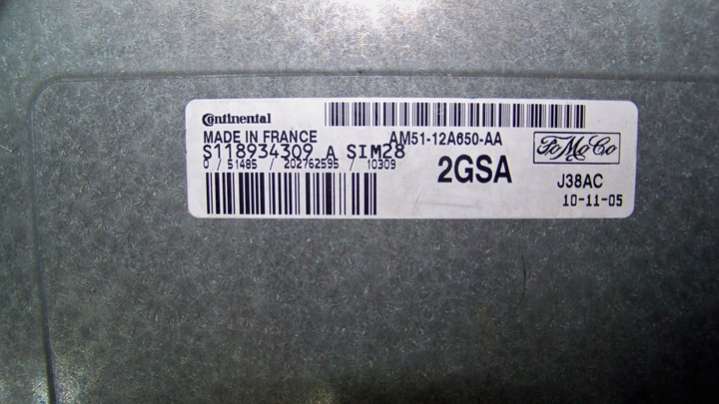 Continental
MADE IN FRANCE
AM51-12A650-AA
S118934309 A SIM28
0 / 51485 / 202762595 / 10309
2GSA
FoMoCo
J38AC
10-11-05